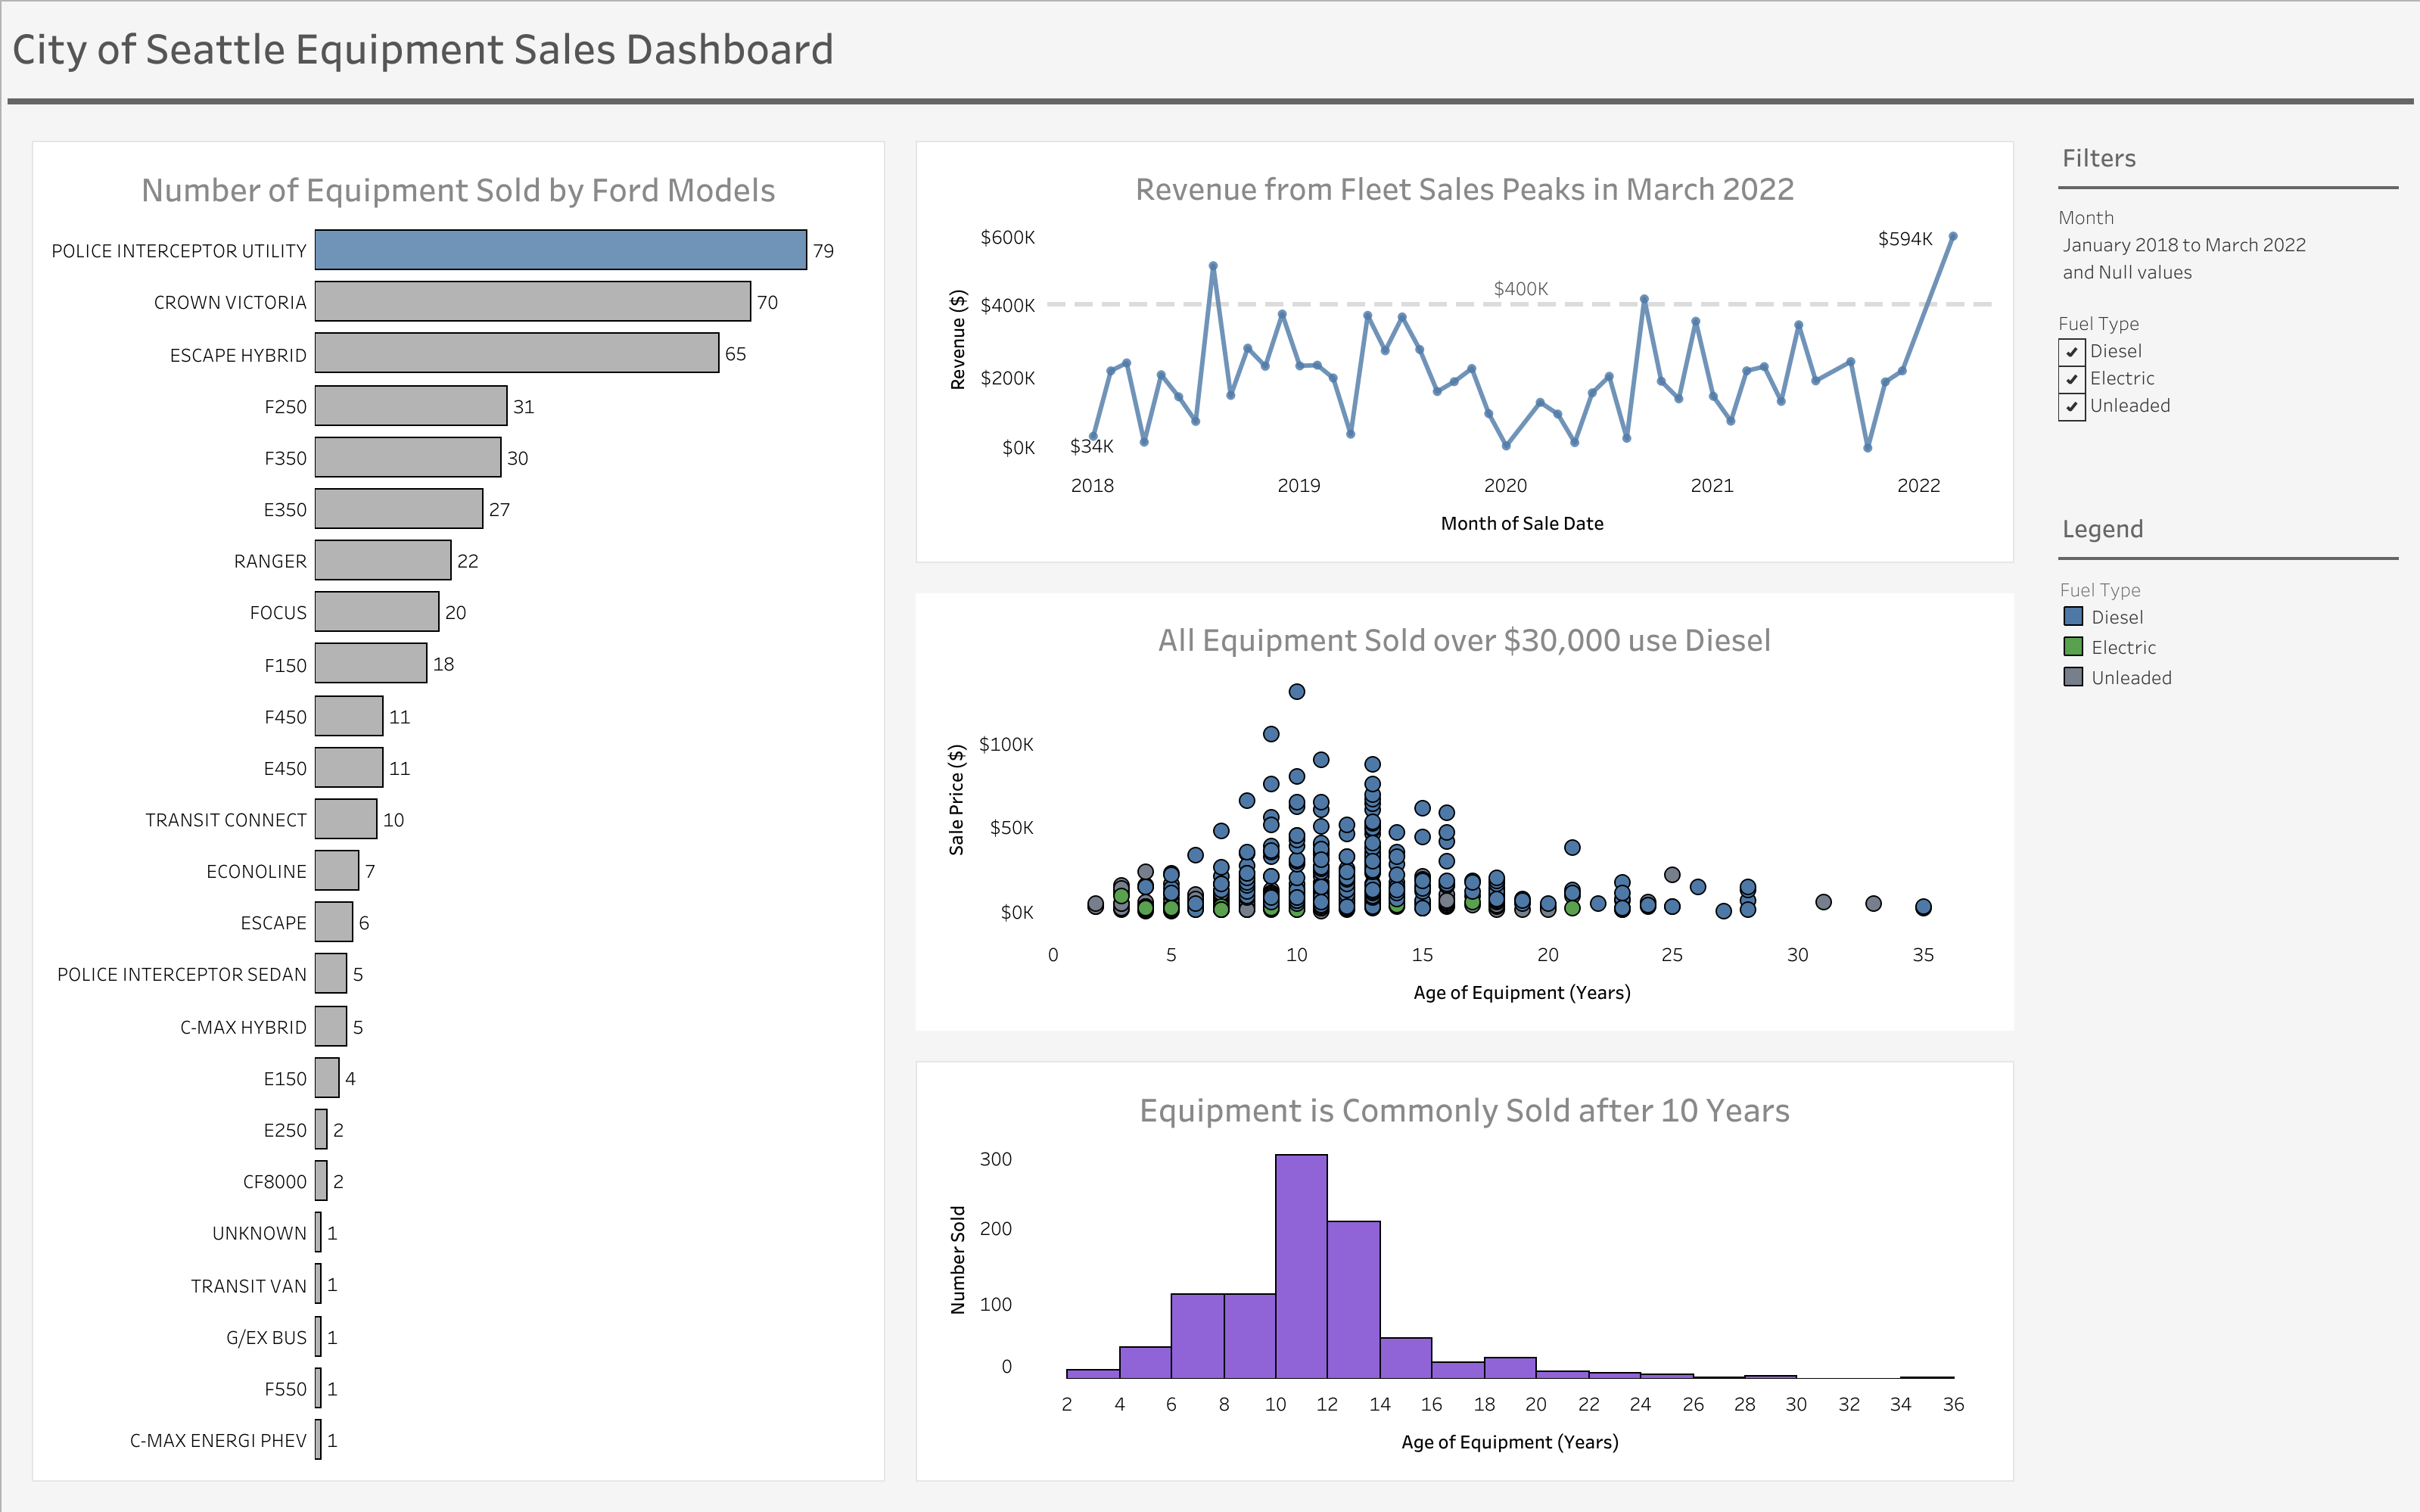 City of Seattle Equipment Sales Dashboard
Number of Equipment Sold by Ford Models
POLICE INTERCEPTOR UTILITY 79
CROWN VICTORIA 70
ESCAPE HYBRID 65
F250 31
F350 30
E350 27
RANGER 22
FOCUS 20
F150 18
F450 11
E450 11
TRANSIT CONNECT 10
ECONOLINE 7
ESCAPE 6
POLICE INTERCEPTOR SEDAN 5
C-MAX HYBRID 5
E150 4
E250 2
CF8000 2
UNKNOWN 1
TRANSIT VAN 1
G/EX BUS 1
F550 1
C-MAX ENERGI PHEV 1
Revenue from Fleet Sales Peaks in March 2022
Revenue ($)
$600K
$400K
$200K
$0K
$34K
$400K
$594K
2018 2019 2020 2021 2022
Month of Sale Date
All Equipment Sold over $30,000 use Diesel
Sale Price ($)
$100K
$50K
$0K
0 5 10 15 20 25 30 35
Age of Equipment (Years)
Equipment is Commonly Sold after 10 Years
Number Sold
300
200
100
0
2 4 6 8 10 12 14 16 18 20 22 24 26 28 30 32 34 36
Age of Equipment (Years)
Filters
Month
January 2018 to March 2022
and Null values
Fuel Type
Diesel
Electric
Unleaded
Legend
Fuel Type
Diesel
Electric
Unleaded